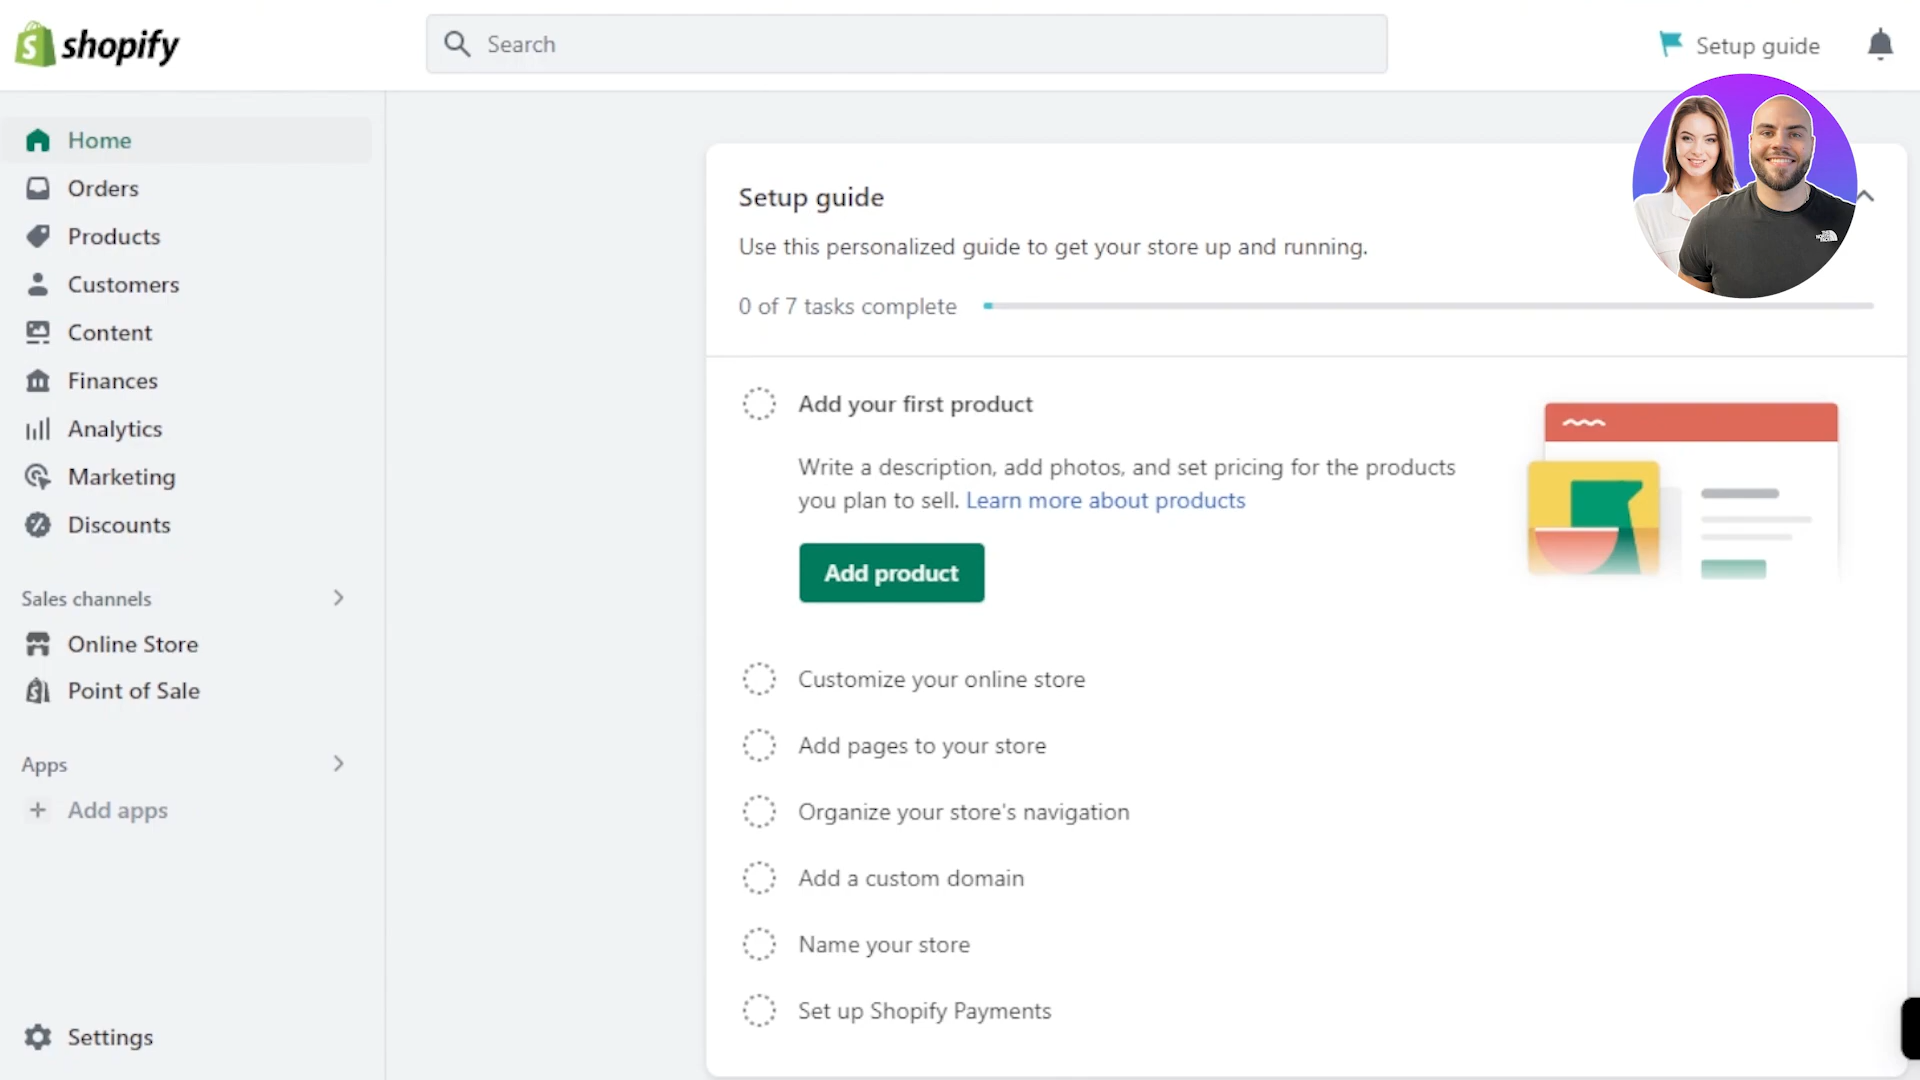 shopify
Search
Setup guide
Home
Orders
Products
Customers
Content
Finances
Analytics
Marketing
Discounts
Sales channels
Online Store
Point of Sale
Apps
Add apps
Settings
Setup guide
Use this personalized guide to get your store up and running.
0 of 7 tasks complete
Add your first product
Write a description, add photos, and set pricing for the products
you plan to sell. Learn more about products
Add product
Customize your online store
Add pages to your store
Organize your store's navigation
Add a custom domain
Name your store
Set up Shopify Payments